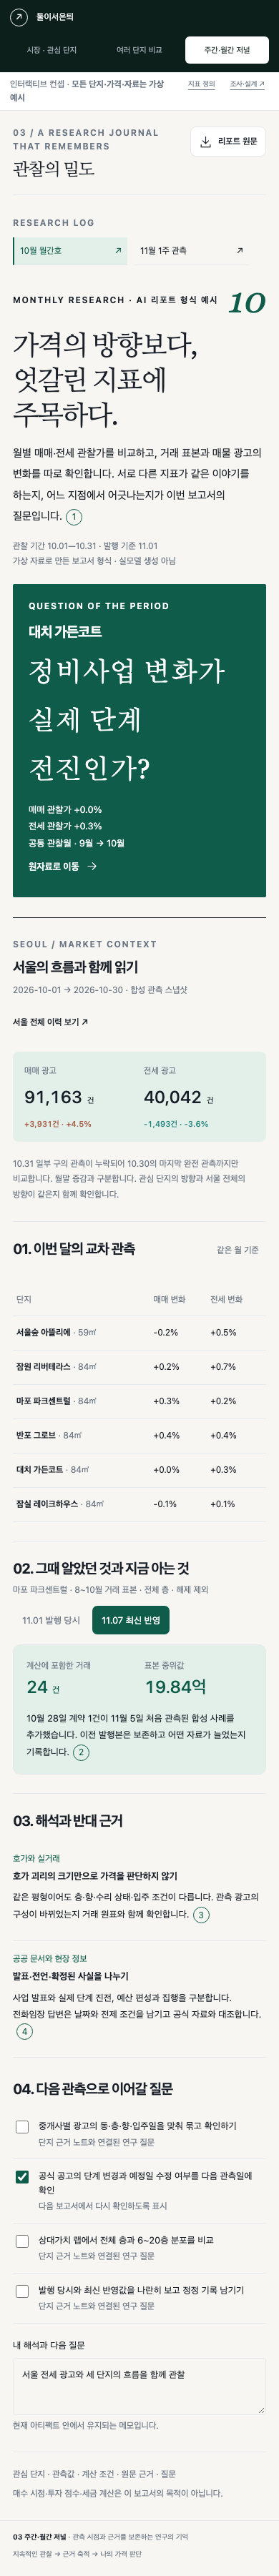 둘이서온퇴
시장 · 관심 단지
여러 단지 비교
주간·월간 저널
인터랙티브 컨셉 · 모든 단지·가격·자료는 가상
예시
지표 정의
조사·설계 ↗
03 / A RESEARCH JOURNAL
THAT REMEMBERS
관찰의 밀도
리포트 원문
RESEARCH LOG
10월 월간호 ↗
11월 1주 관측 ↗
MONTHLY RESEARCH · AI 리포트 형식 예시
10
가격의 방향보다,
엇갈린 지표에
주목하다.
월별 매매·전세 관찰가를 비교하고, 거래 표본과 매물 광고의
변화를 따로 확인합니다. 서로 다른 지표가 같은 이야기를
하는지, 어느 지점에서 어긋나는지가 이번 보고서의
질문입니다. 1
관찰 기간 10.01—10.31 · 발행 기준 11.01
가상 자료로 만든 보고서 형식 · 실모델 생성 아님
QUESTION OF THE PERIOD
대치 가든코트
정비사업 변화가
실제 단계
전진인가?
매매 관찰가 +0.0%
전세 관찰가 +0.3%
공통 관찰월 · 9월 → 10월
원자료로 이동 →
SEOUL / MARKET CONTEXT
서울의 흐름과 함께 읽기
2026-10-01 → 2026-10-30 · 합성 관측 스냅샷
서울 전체 이력 보기 ↗
매매 광고
91,163 건
+3,931건 · +4.5%
전세 광고
40,042 건
-1,493건 · -3.6%
10.31 일부 구의 관측이 누락되어 10.30의 마지막 완전 관측까지만
비교합니다. 월말 증감과 구분합니다. 관심 단지의 방향과 서울 전체의
방향이 같은지 함께 확인합니다.
01. 이번 달의 교차 관측
같은 월 기준
단지 매매 변화 전세 변화
서울숲 아뜰리에 · 59㎡ -0.2% +0.5%
잠원 리버테라스 · 84㎡ +0.2% +0.7%
마포 파크센트럴 · 84㎡ +0.3% +0.2%
반포 그로브 · 84㎡ +0.4% +0.4%
대치 가든코트 · 84㎡ +0.0% +0.3%
잠실 레이크하우스 · 84㎡ -0.1% +0.1%
02. 그때 알았던 것과 지금 아는 것
마포 파크센트럴 · 8~10월 거래 표본 · 전체 층 · 해제 제외
11.01 발행 당시
11.07 최신 반영
계산에 포함한 거래
24 건
표본 중위값
19.84억
10월 28일 계약 1건이 11월 5일 처음 관측된 합성 사례를
추가했습니다. 이전 발행본은 보존하고 어떤 자료가 늘었는지
기록합니다. 2
03. 해석과 반대 근거
호가와 실거래
호가 괴리의 크기만으로 가격을 판단하지 않기
같은 평형이어도 층·향·수리 상태·입주 조건이 다릅니다. 관측 광고의
구성이 바뀌었는지 거래 원표와 함께 확인합니다. 3
공공 문서와 현장 정보
발표·전언·확정된 사실을 나누기
사업 발표와 실제 단계 진전, 예산 편성과 집행을 구분합니다.
전화임장 답변은 날짜와 전제 조건을 남기고 공식 자료와 대조합니다.
4
04. 다음 관측으로 이어갈 질문
중개사별 광고의 동·층·향·입주일을 맞춰 묶고 확인하기
단지 근거 노트와 연결된 연구 질문
공식 공고의 단계 변경과 예정일 수정 여부를 다음 관측일에
확인
다음 보고서에서 다시 확인하도록 표시
상대가치 랩에서 전체 층과 6~20층 분포를 비교
단지 근거 노트와 연결된 연구 질문
발행 당시와 최신 반영값을 나란히 보고 정정 기록 남기기
단지 근거 노트와 연결된 연구 질문
내 해석과 다음 질문
서울 전세 광고와 세 단지의 흐름을 함께 관찰
현재 아티팩트 안에서 유지되는 메모입니다.
관심 단지 · 관측값 · 계산 조건 · 원문 근거 · 질문
매수 시점·투자 점수·세금 계산은 이 보고서의 목적이 아닙니다.
03 주간·월간 저널 · 관측 시점과 근거를 보존하는 연구의 기억
지속적인 관찰 → 근거 축적 → 나의 가격 판단